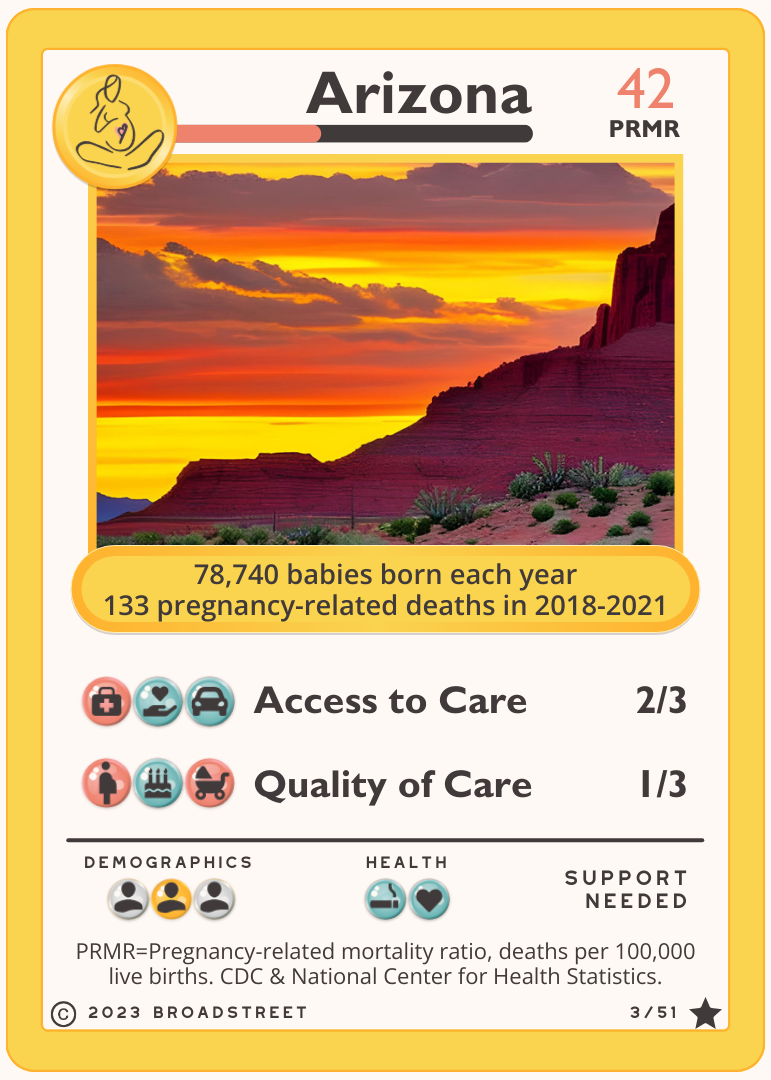 Arizona
42
PRMR
78,740 babies born each year
133 pregnancy-related deaths in 2018-2021
Access to Care 2/3
Quality of Care 1/3
DEMOGRAPHICS
HEALTH
SUPPORT
NEEDED
PRMR=Pregnancy-related mortality ratio, deaths per 100,000
live births. CDC & National Center for Health Statistics.
© 2023 BROADSTREET
3/51